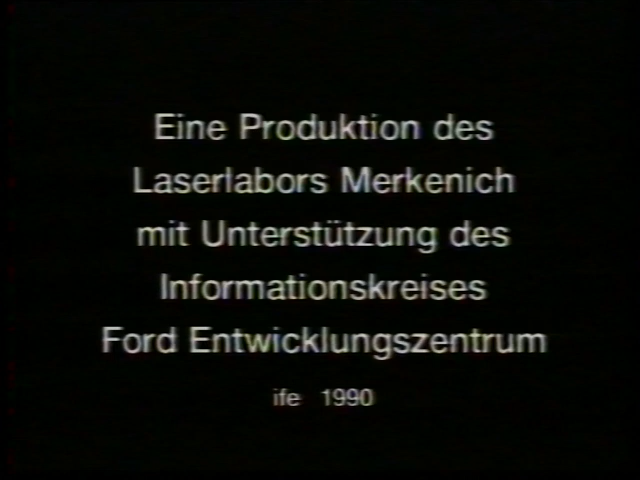 Eine Produktion des
Laserlabors Merkenich
mit Unterstützung des
Informationskreises
Ford Entwicklungszentrum
ife 1990